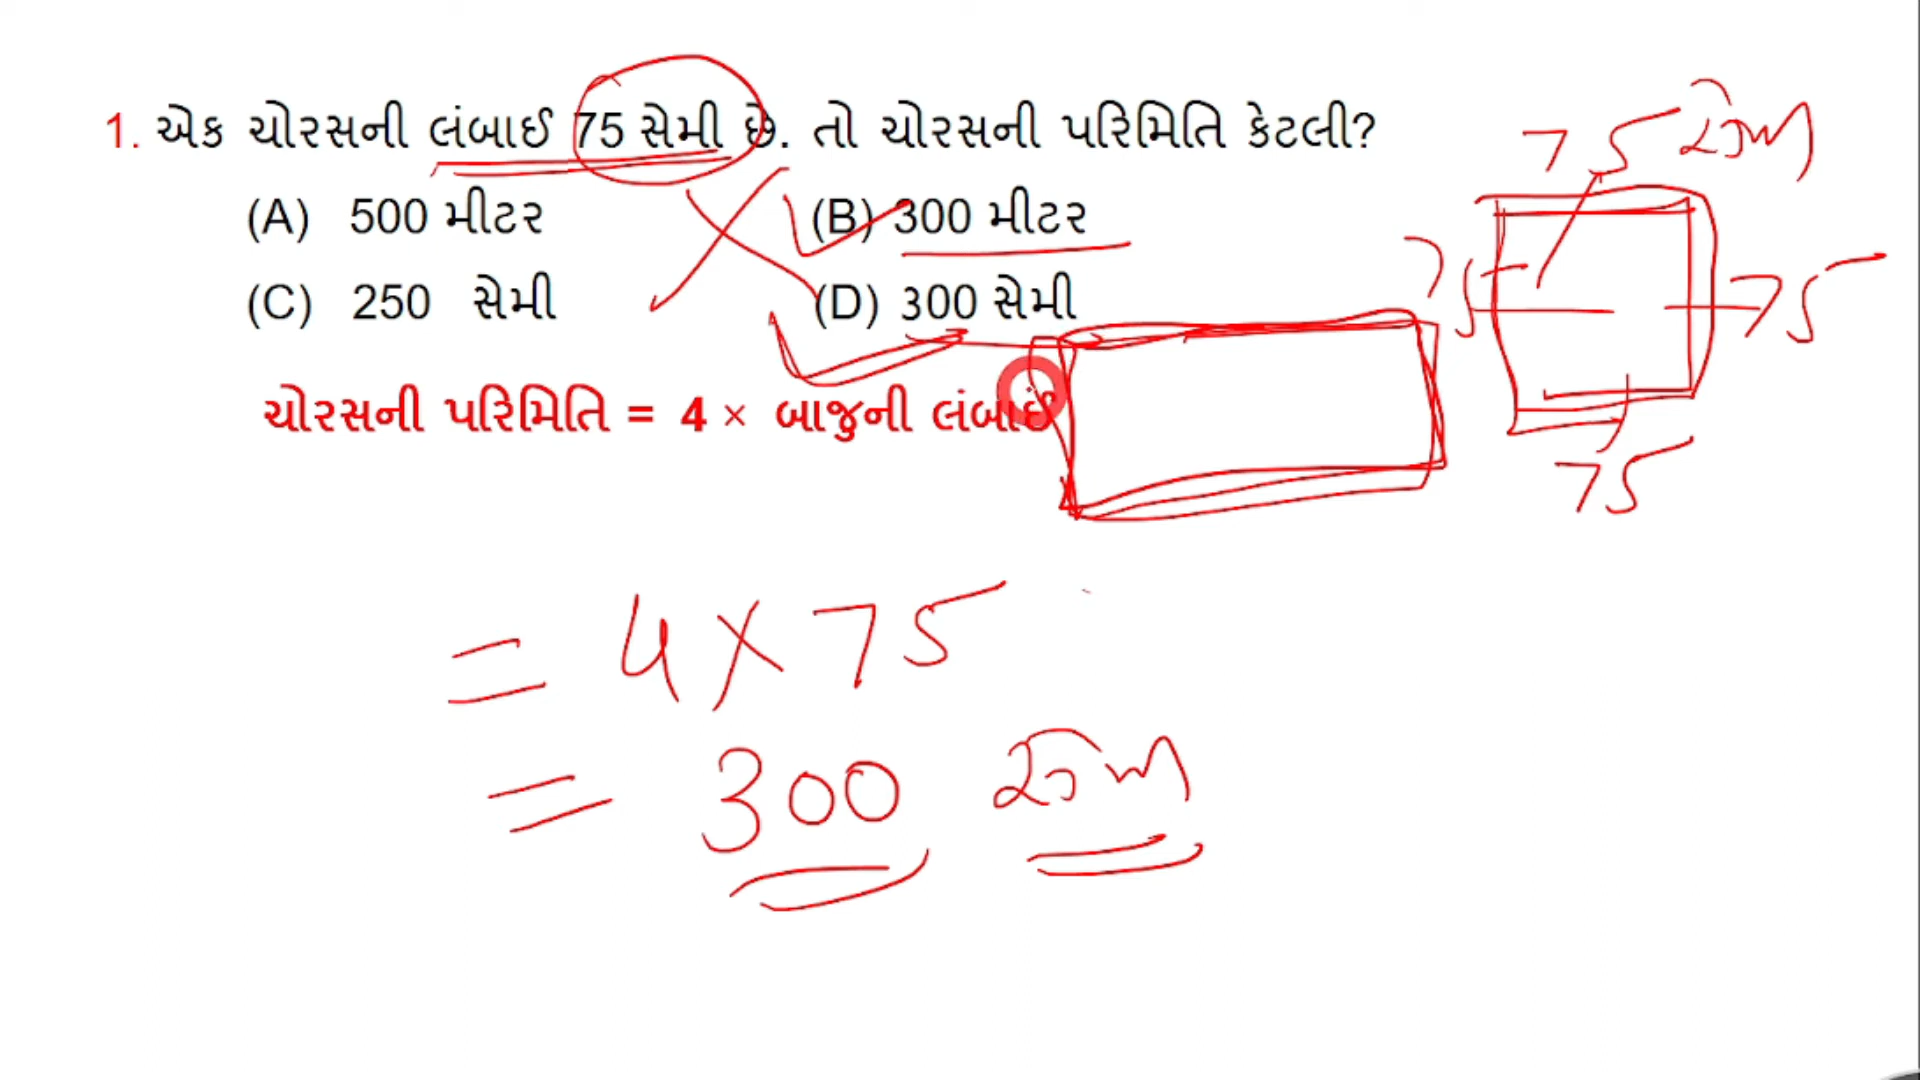 1. એક ચોરસની લંબાઈ 75 સેમી છે. તો ચોરસની પરિમિતિ કેટલી?
(A) 500 મીટર (B) 300 મીટર
(C) 250 સેમી (D) 300 સેમી
ચોરસની પરિમિતિ = 4 × બાજુની લંબાઈ
75 સેમી
75
75
75
= 4 × 75
= 300 સેમી